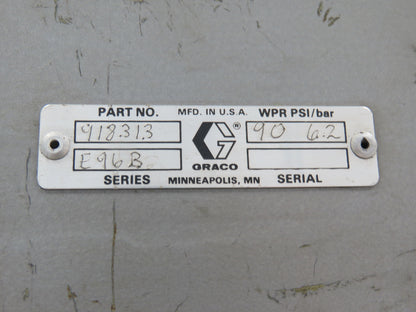 PART NO. MFD. IN U.S.A. WPR PSI/bar
918313 90 6.2
E96B
GRACO
SERIES MINNEAPOLIS, MN SERIAL